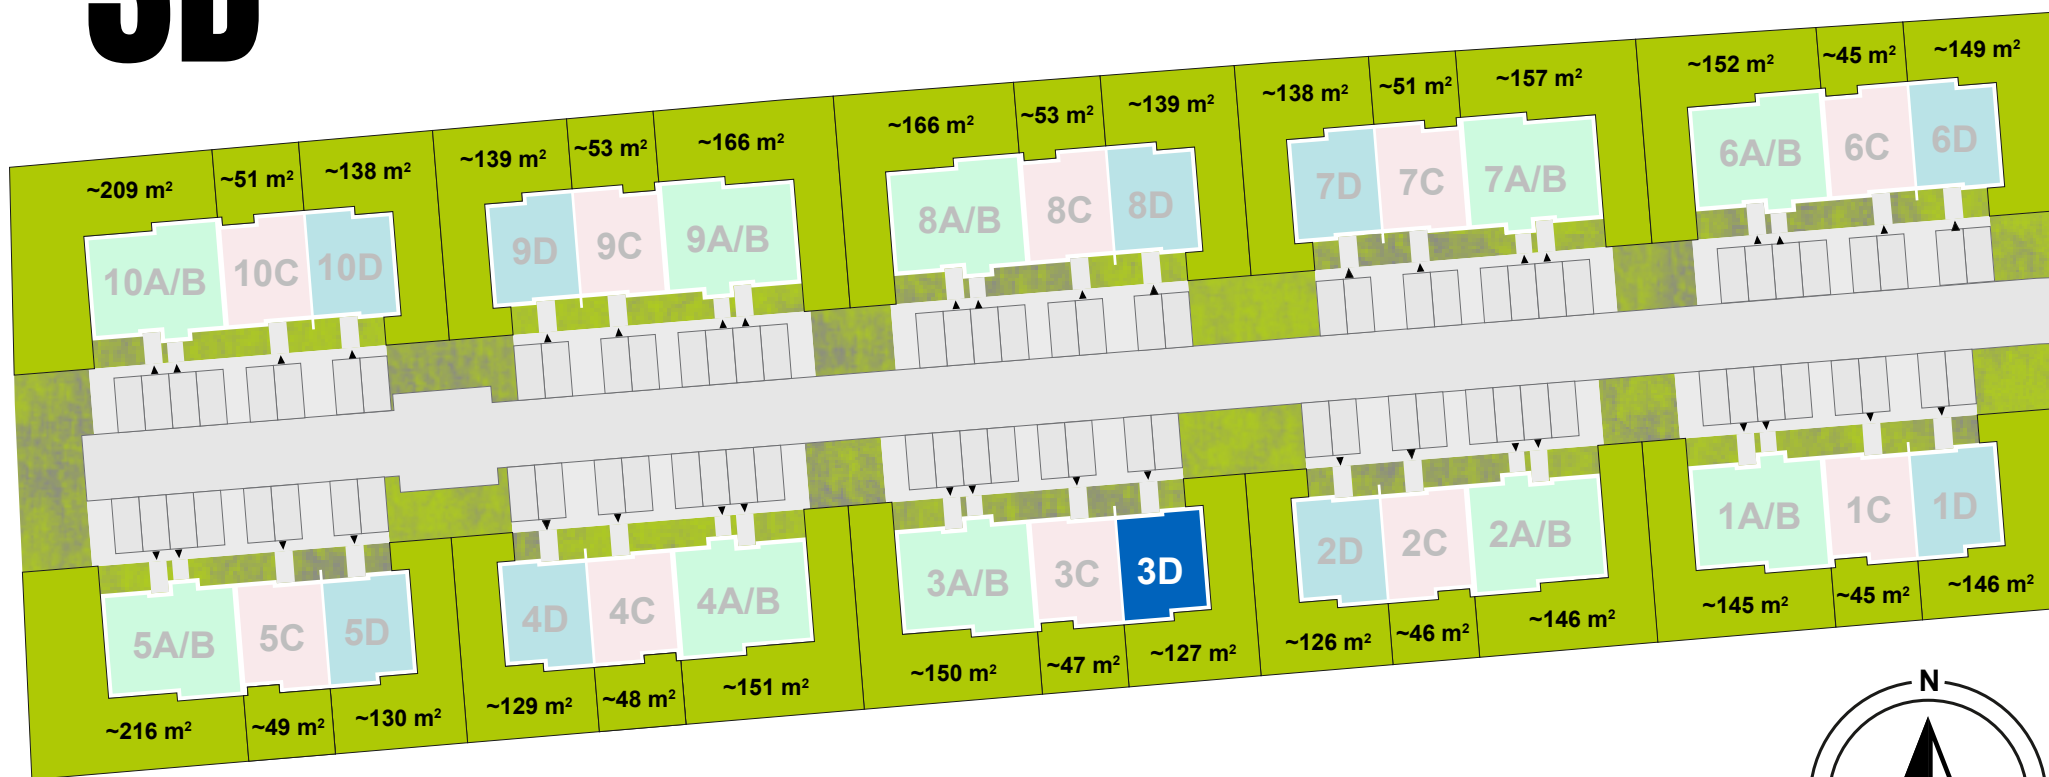 3D
~209 m² ~51 m² ~138 m² ~139 m² ~53 m² ~166 m² ~166 m² ~53 m² ~139 m² ~138 m² ~51 m² ~157 m² ~152 m² ~45 m² ~149 m²
10A/B 10C 10D 9D 9C 9A/B 8A/B 8C 8D 7D 7C 7A/B 6A/B 6C 6D
5A/B 5C 5D 4D 4C 4A/B 3A/B 3C 3D 2D 2C 2A/B 1A/B 1C 1D
~216 m² ~49 m² ~130 m² ~129 m² ~48 m² ~151 m² ~150 m² ~47 m² ~127 m² ~126 m² ~46 m² ~146 m² ~145 m² ~45 m² ~146 m²
N